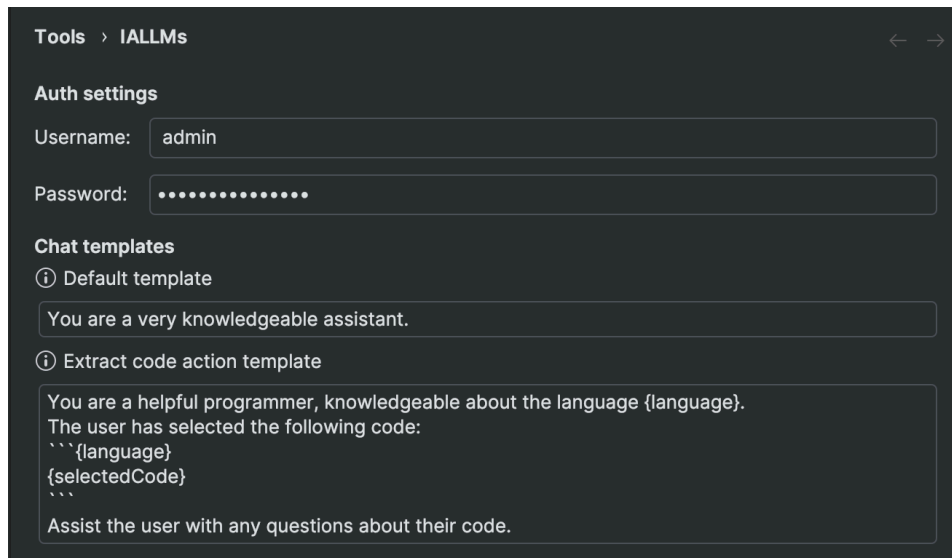 Tools › IALLMs
Auth settings
Username: admin
Password: •••••••••••••••
Chat templates
Default template
You are a very knowledgeable assistant.
Extract code action template
You are a helpful programmer, knowledgeable about the language {language}.
The user has selected the following code:
```{language}
{selectedCode}
```
Assist the user with any questions about their code.